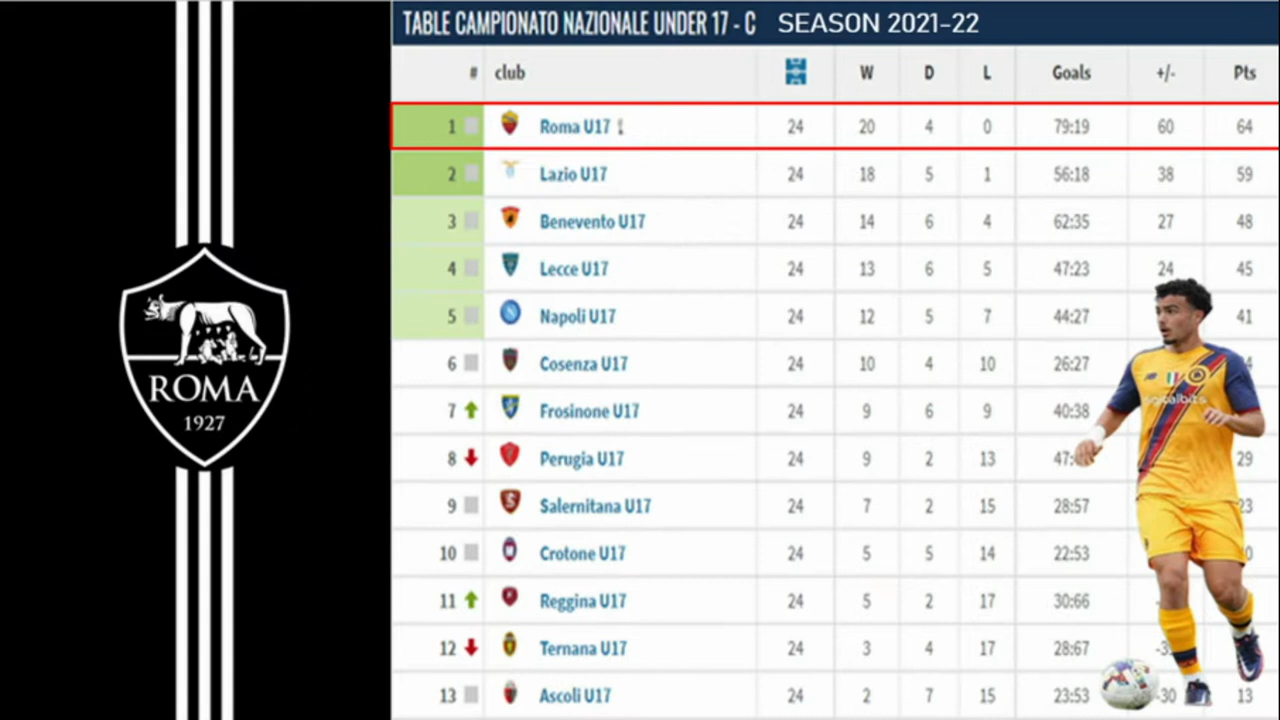 TABLE CAMPIONATO NAZIONALE UNDER 17 - C SEASON 2021-22
# club W D L Goals +/- Pts
1 Roma U17 24 20 4 0 79:19 60 64
2 Lazio U17 24 18 5 1 56:18 38 59
3 Benevento U17 24 14 6 4 62:35 27 48
4 Lecce U17 24 13 6 5 47:23 24 45
5 Napoli U17 24 12 5 7 44:27 41
6 Cosenza U17 24 10 4 10 26:27
7 Frosinone U17 24 9 6 9 40:38
8 Perugia U17 24 9 2 13 29
9 Salernitana U17 24 7 2 15 28:57 23
10 Crotone U17 24 5 5 14 22:53
11 Reggina U17 24 5 2 17 30:66
12 Ternana U17 24 3 4 17 28:67
13 Ascoli U17 24 2 7 15 23:53 -30 13
ROMA
1927
digitalbits